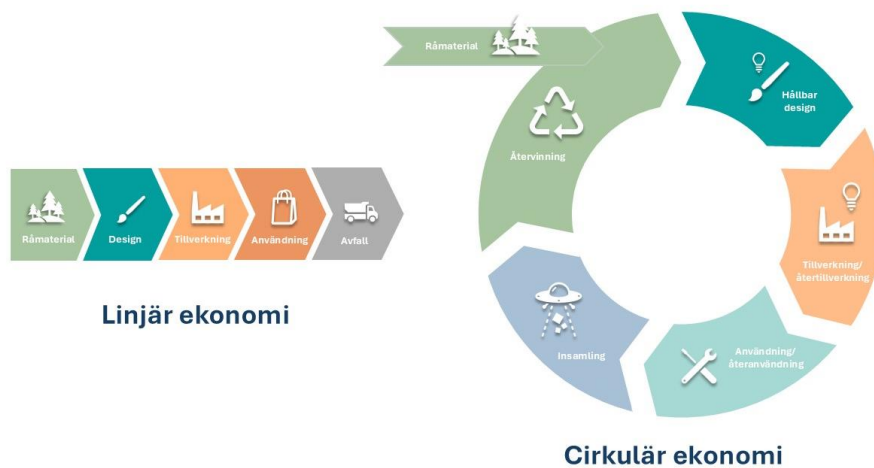 Råmaterial
Design
Tillverkning
Användning
Avfall
Linjär ekonomi
Råmaterial
Hållbar
design
Tillverkning/
återtillverkning
Användning/
återanvändning
Insamling
Återvinning
Cirkulär ekonomi